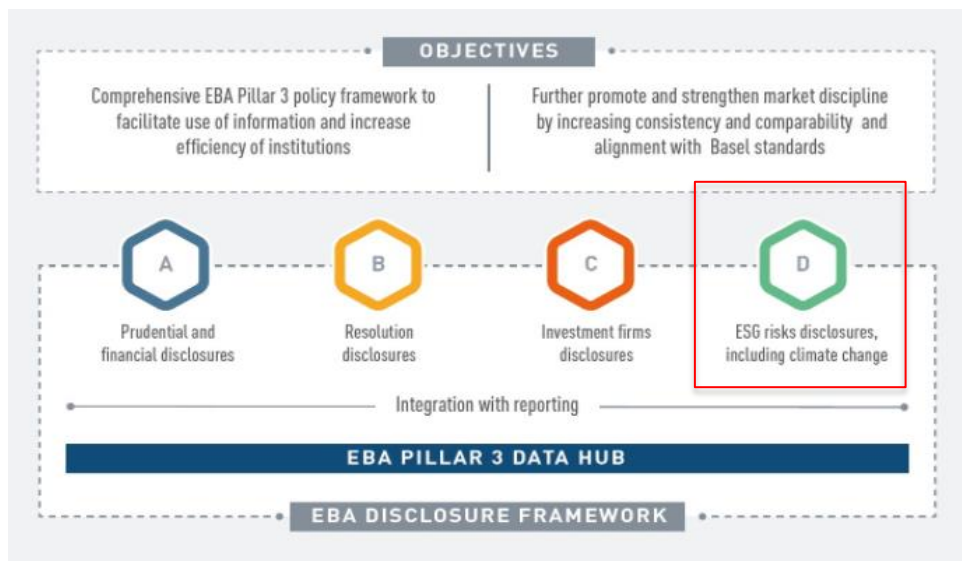 OBJECTIVES
Comprehensive EBA Pillar 3 policy framework to
facilitate use of information and increase
efficiency of institutions
Further promote and strengthen market discipline
by increasing consistency and comparability and
alignment with Basel standards
A
Prudential and
financial disclosures
B
Resolution
disclosures
C
Investment firms
disclosures
D
ESG risks disclosures,
including climate change
Integration with reporting
EBA PILLAR 3 DATA HUB
EBA DISCLOSURE FRAMEWORK